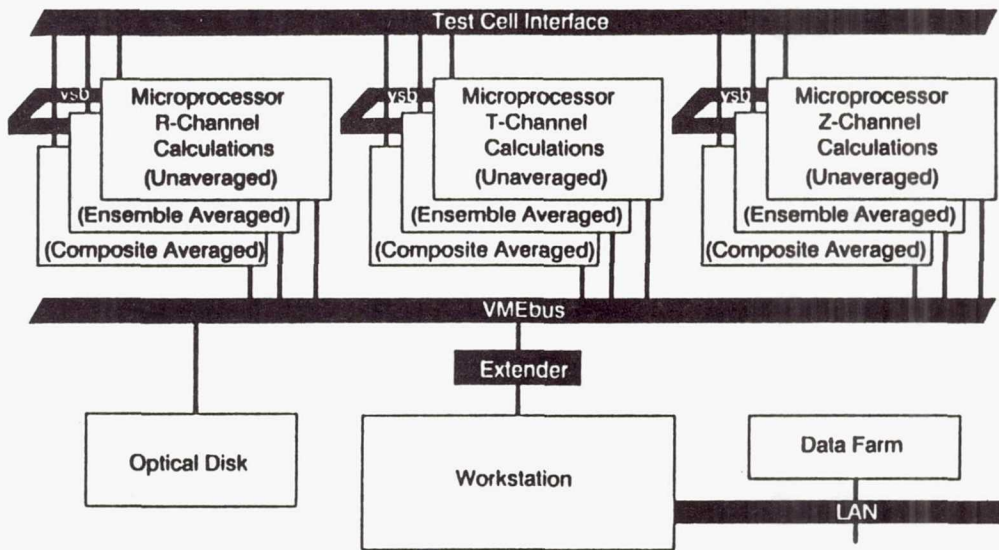 Test Cell Interface
vsb
Microprocessor
R-Channel
Calculations
(Unaveraged)
(Ensemble Averaged)
(Composite Averaged)
vsb
Microprocessor
T-Channel
Calculations
(Unaveraged)
(Ensemble Averaged)
(Composite Averaged)
vsb
Microprocessor
Z-Channel
Calculations
(Unaveraged)
(Ensemble Averaged)
(Composite Averaged)
VMEbus
Extender
Optical Disk
Workstation
Data Farm
LAN